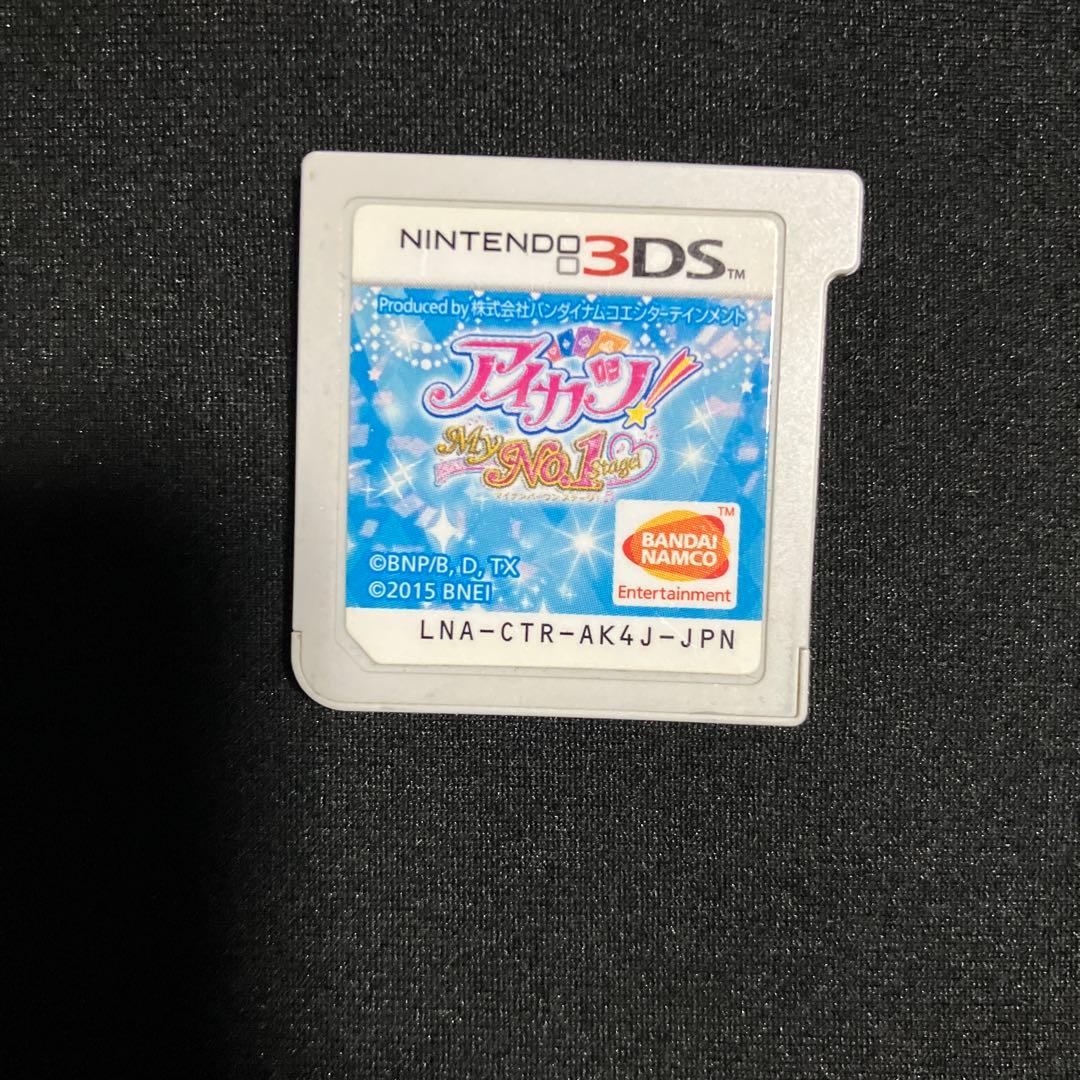 NINTENDO 3DS™
Produced by 株式会社バンダイナムコエンターテインメント
アイカツ!
My No.1 Stage!
マイナンバーワンステージ!
TM
BANDAI
NAMCO
Entertainment
©BNP/B, D, TX
©2015 BNEI
LNA-CTR-AK4J-JPN